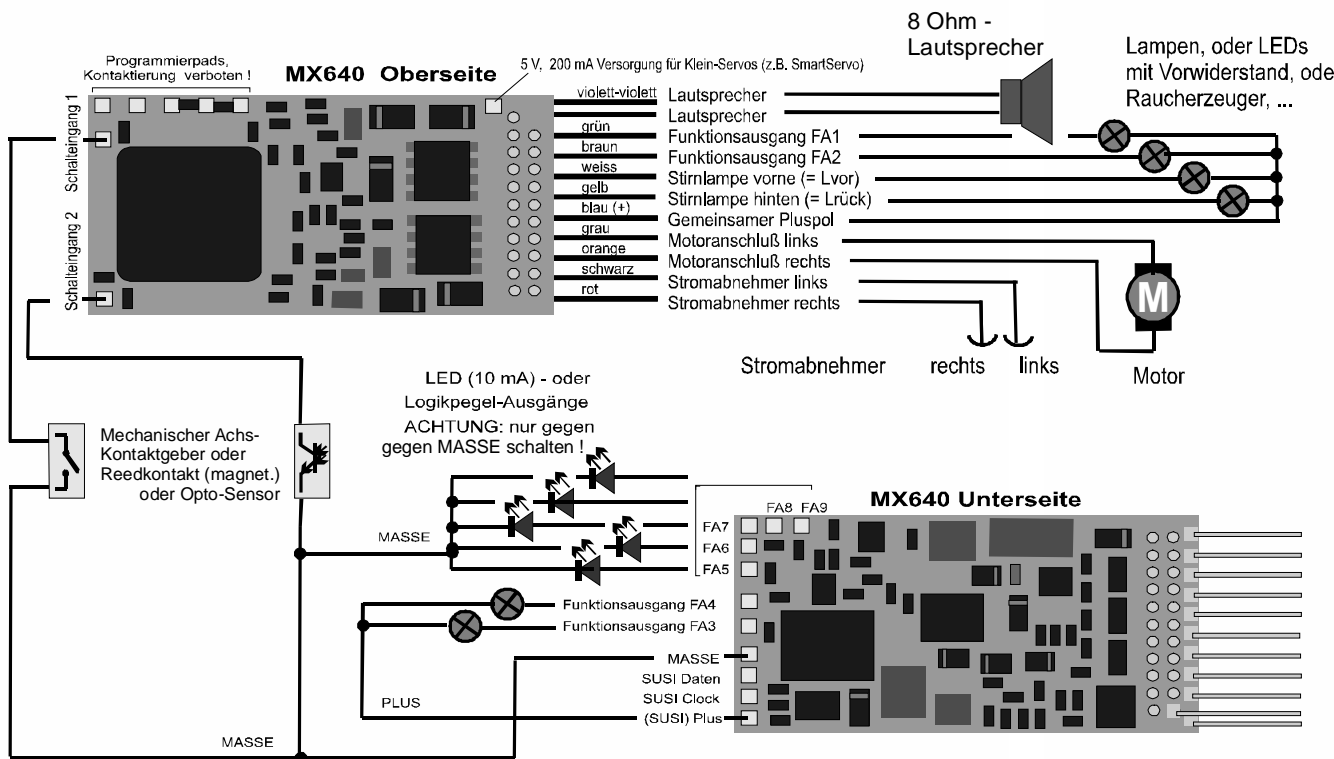 Programmierpads,
Kontaktierung verboten !
MX640 Oberseite
5 V, 200 mA Versorgung für Klein-Servos (z.B. SmartServo)
8 Ohm -
Lautsprecher
Lampen, oder LEDs
mit Vorwiderstand, ode
Raucherzeuger, ...
Schalteingang 1
Schalteingang 2
violett-violett
Lautsprecher
Lautsprecher
grün
Funktionsausgang FA1
braun
Funktionsausgang FA2
weiss
Stirnlampe vorne (= Lvor)
gelb
Stirnlampe hinten (= Lrück)
blau (+)
Gemeinsamer Pluspol
grau
Motoranschluß links
orange
Motoranschluß rechts
schwarz
Stromabnehmer links
rot
Stromabnehmer rechts
M
Stromabnehmer rechts links
Motor
LED (10 mA) - oder
Logikpegel-Ausgänge
ACHTUNG: nur gegen
gegen MASSE schalten !
Mechanischer Achs-
Kontaktgeber oder
Reedkontakt (magnet.)
oder Opto-Sensor
MASSE
MX640 Unterseite
FA8 FA9
FA7
FA6
FA5
Funktionsausgang FA4
Funktionsausgang FA3
MASSE
SUSI Daten
SUSI Clock
(SUSI) Plus
PLUS
MASSE